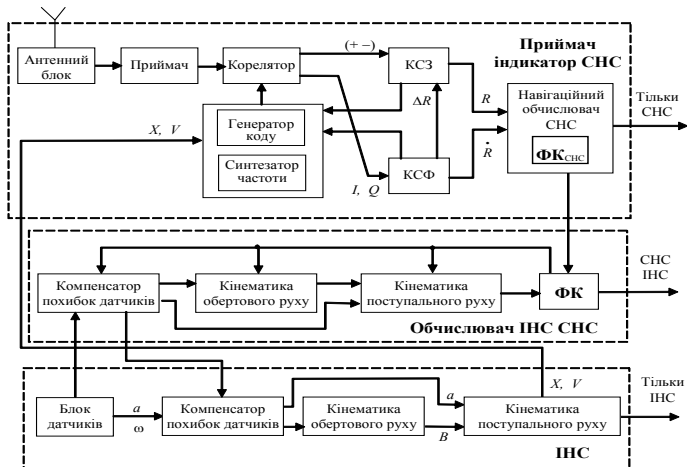 Приймач
індикатор СНС
(+ −)
Антенний
блок
Приймач
Корелятор
КСЗ
R
ΔR
Навігаційний
обчислювач
СНС
ФК СНС
Тільки
СНС
X, V
Генератор
коду
Синтезатор
частоти
I, Q
КСФ
Ṙ
СНС
ІНС
Компенсатор
похибок датчиків
Кінематика
обертового руху
Кінематика
поступального руху
ФК
Обчислювач ІНС СНС
X, V
Тільки
ІНС
Блок
датчиків
a
ω
Компенсатор
похибок датчиків
Кінематика
обертового руху
a
B
Кінематика
поступального руху
ІНС